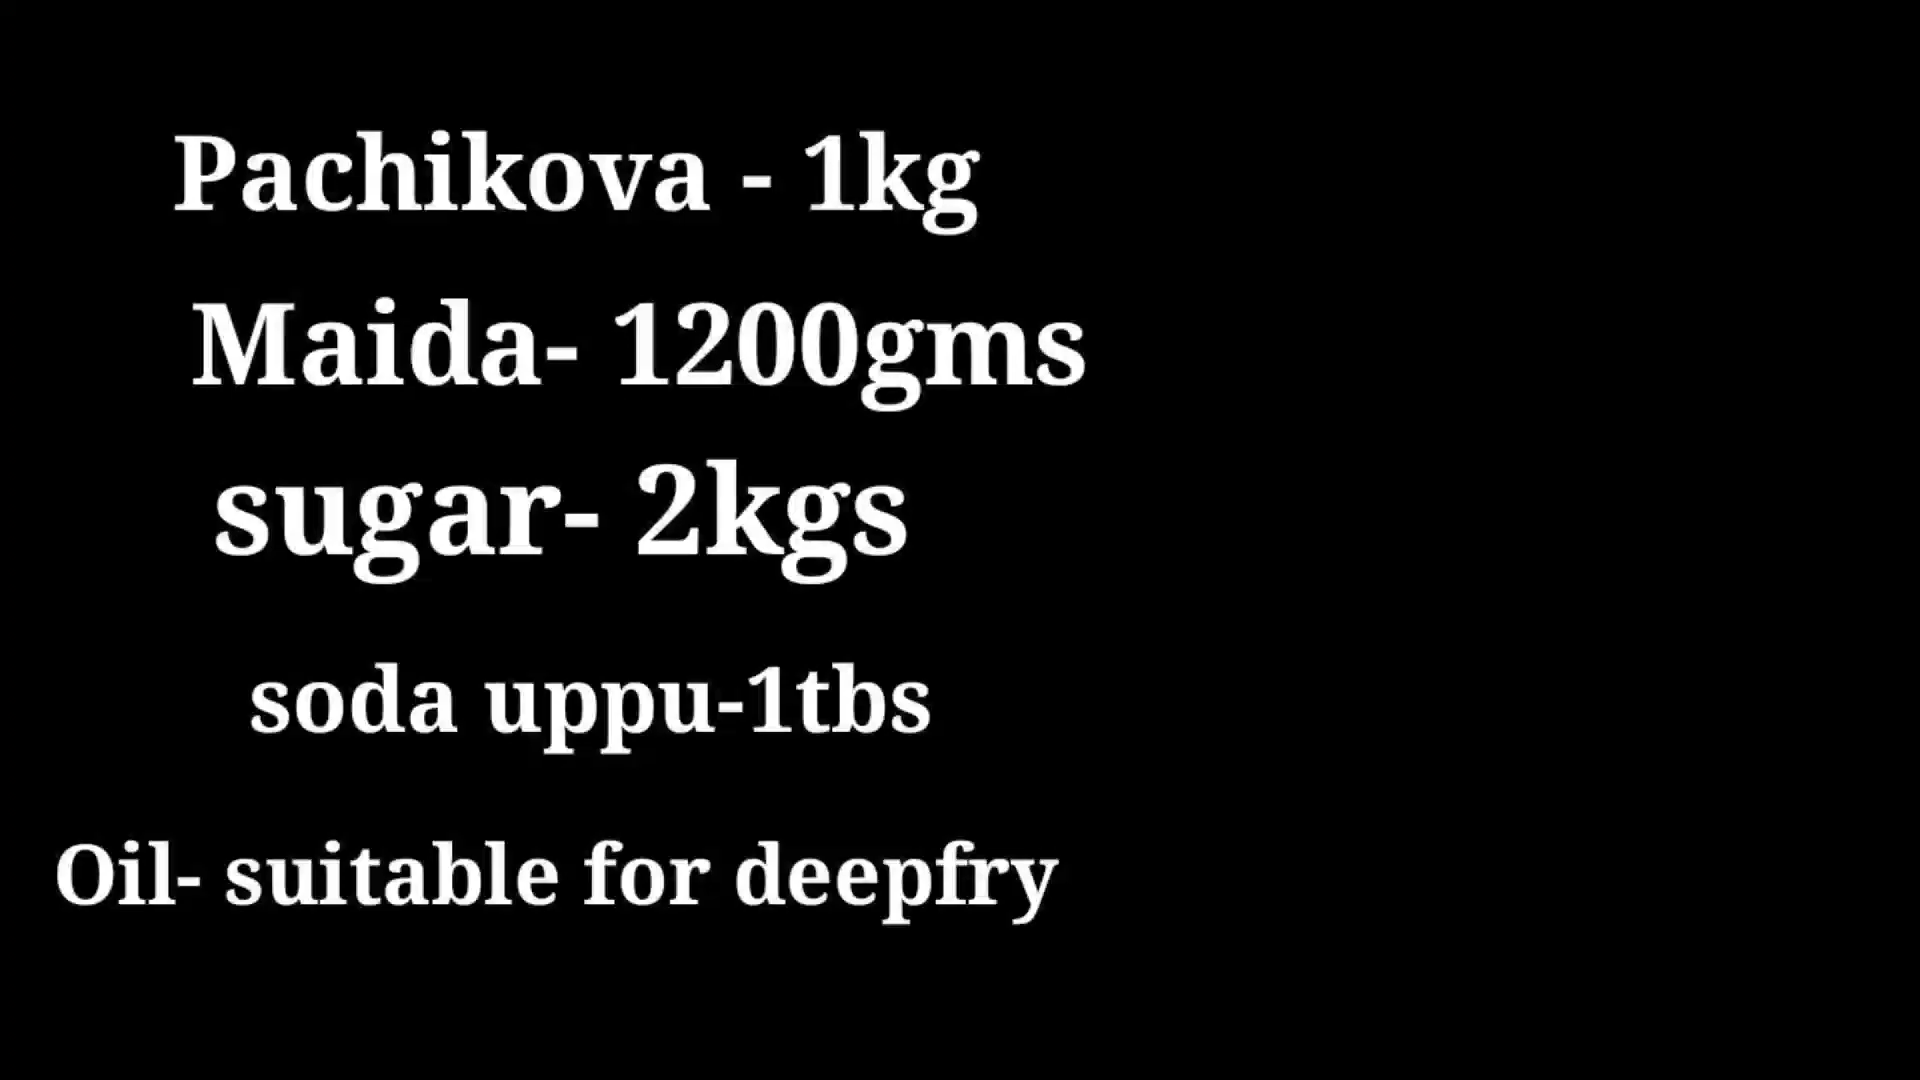 Pachikova - 1kg
Maida- 1200gms
sugar- 2kgs
soda uppu-1tbs
Oil- suitable for deepfry